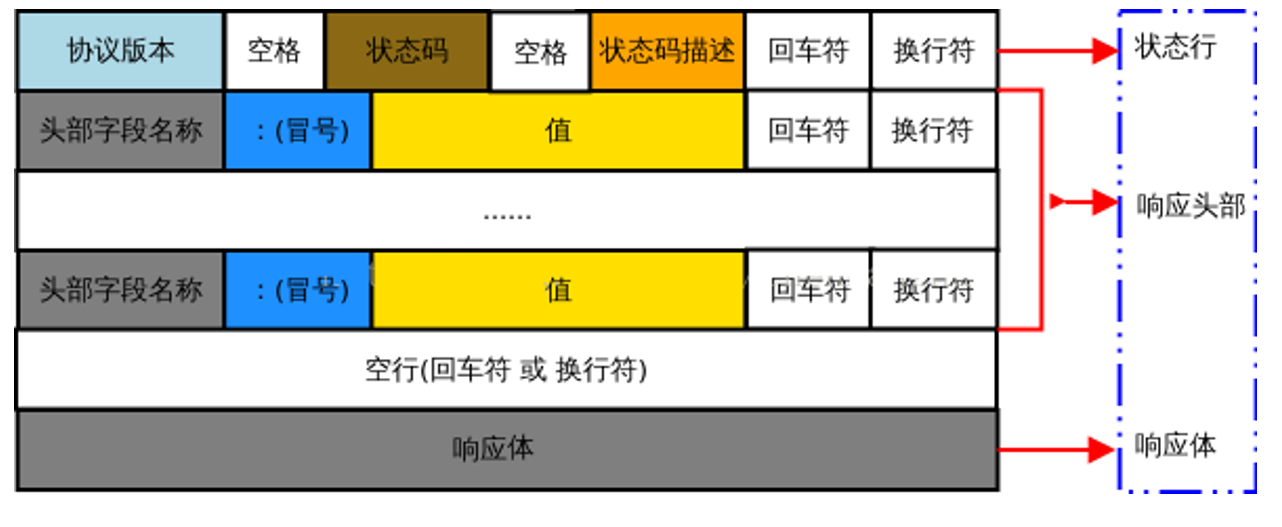 协议版本 空格 状态码 空格 状态码描述 回车符 换行符 状态行
头部字段名称 ：(冒号) 值 回车符 换行符
......
响应头部
头部字段名称 ：(冒号) 值 回车符 换行符
空行(回车符 或 换行符)
响应体 响应体